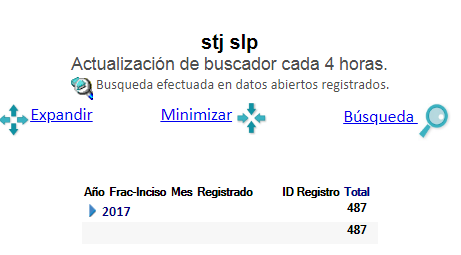 stj slp
Actualización de buscador cada 4 horas.
Busqueda efectuada en datos abiertos registrados.
Expandir Minimizar Búsqueda
Año Frac-Inciso Mes Registrado ID Registro Total
2017 487
487